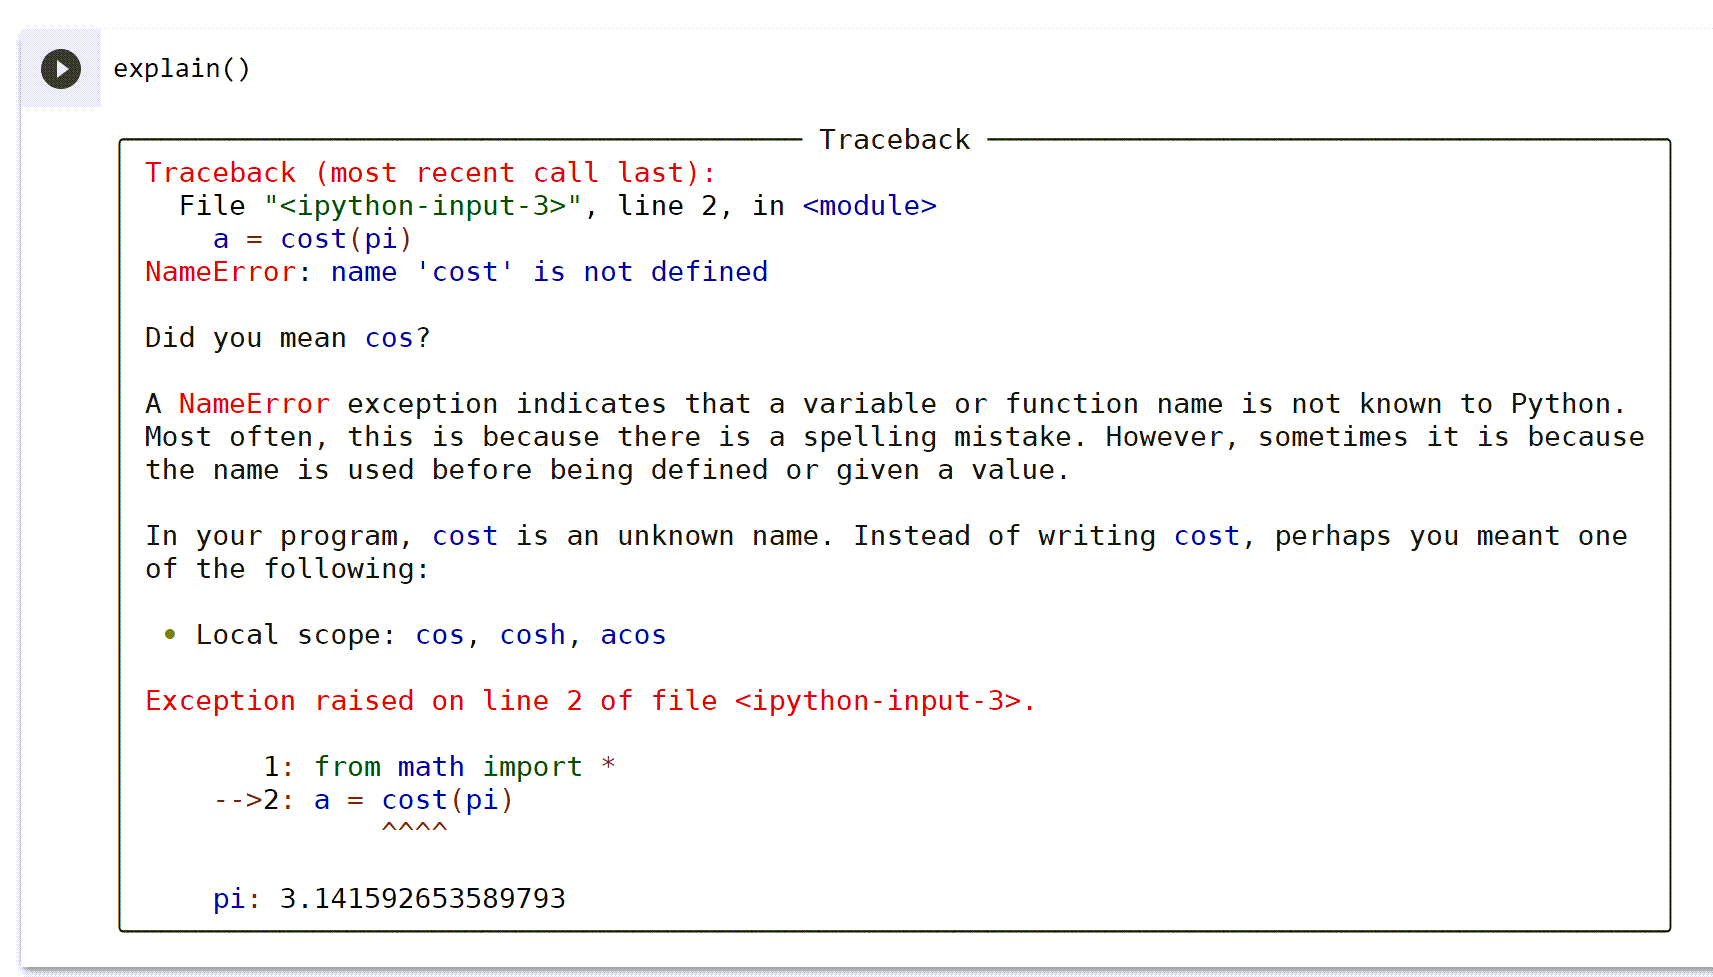 explain()
Traceback
Traceback (most recent call last):
  File "<ipython-input-3>", line 2, in <module>
    a = cost(pi)
NameError: name 'cost' is not defined
Did you mean cos?
A NameError exception indicates that a variable or function name is not known to Python.
Most often, this is because there is a spelling mistake. However, sometimes it is because
the name is used before being defined or given a value.
In your program, cost is an unknown name. Instead of writing cost, perhaps you meant one
of the following:
 • Local scope: cos, cosh, acos
Exception raised on line 2 of file <ipython-input-3>.
       1: from math import *
    -->2: a = cost(pi)
              ^^^^
    pi: 3.141592653589793